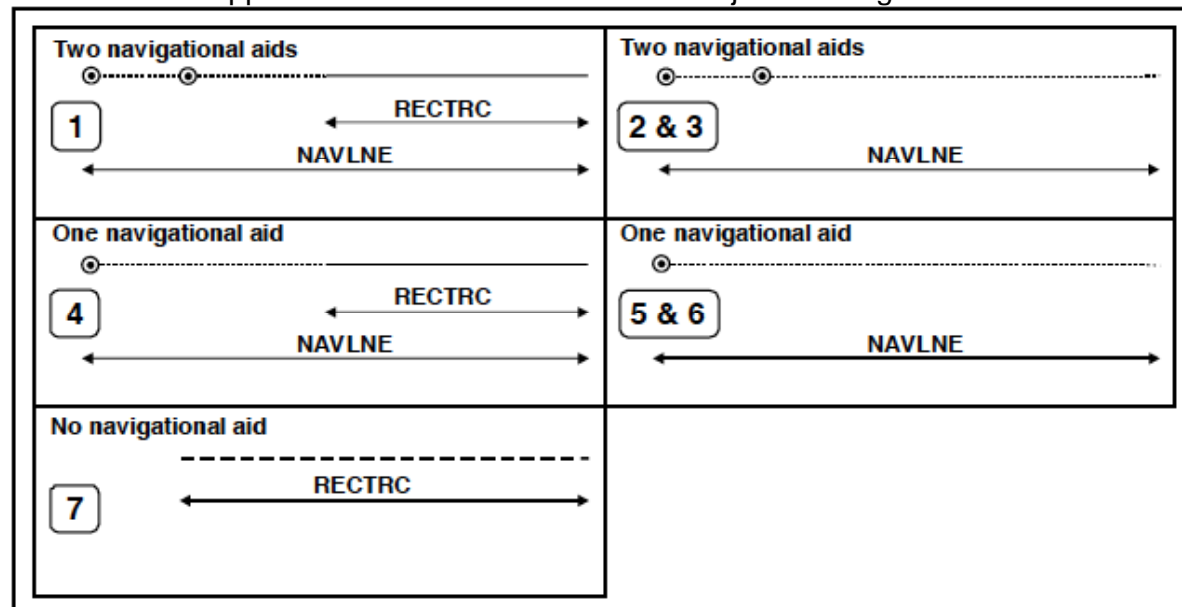 Two navigational aids
1
RECTRC
NAVLNE
Two navigational aids
2 & 3
NAVLNE
One navigational aid
4
RECTRC
NAVLNE
One navigational aid
5 & 6
NAVLNE
No navigational aid
7
RECTRC